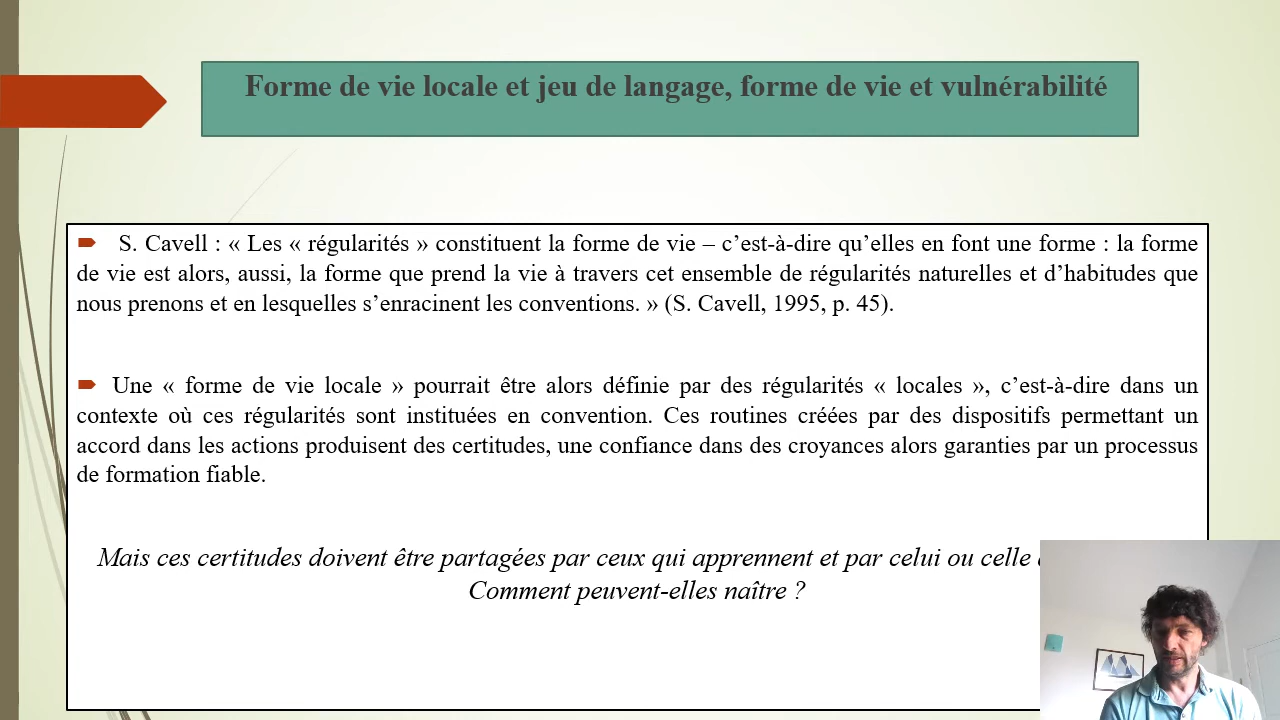 Forme de vie locale et jeu de langage, forme de vie et vulnérabilité
S. Cavell : « Les « régularités » constituent la forme de vie – c’est-à-dire qu’elles en font une forme : la forme
de vie est alors, aussi, la forme que prend la vie à travers cet ensemble de régularités naturelles et d’habitudes que
nous prenons et en lesquelles s’enracinent les conventions. » (S. Cavell, 1995, p. 45).
Une « forme de vie locale » pourrait être alors définie par des régularités « locales », c’est-à-dire dans un
contexte où ces régularités sont instituées en convention. Ces routines créées par des dispositifs permettant un
accord dans les actions produisent des certitudes, une confiance dans des croyances alors garanties par un processus
de formation fiable.
Mais ces certitudes doivent être partagées par ceux qui apprennent et par celui ou celle
Comment peuvent-elles naître ?